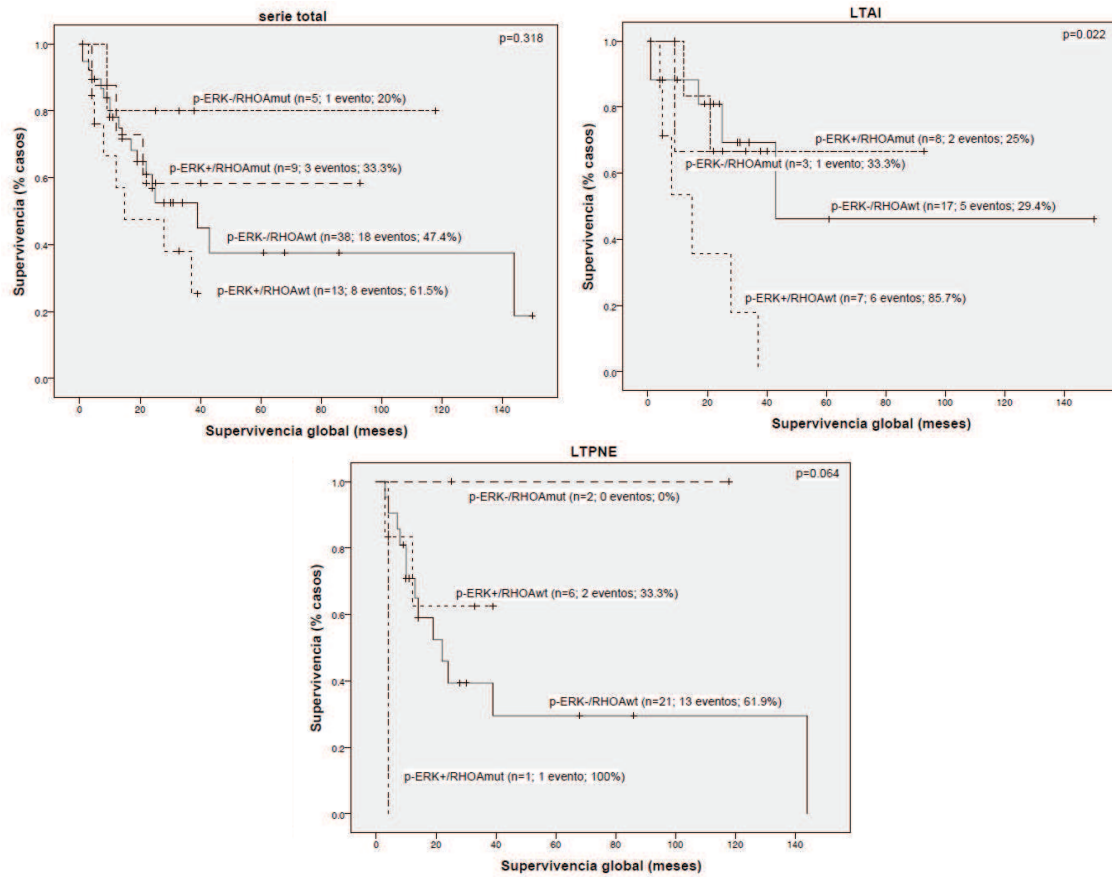 serie total
p=0.318
Supervivencia (% casos)
1.0
0.8
0.6
0.4
0.2
0.0
p-ERK-/RHOAmut (n=5; 1 evento; 20%)
p-ERK+/RHOAmut (n=9; 3 eventos; 33.3%)
p-ERK-/RHOAwt (n=38; 18 eventos; 47.4%)
p-ERK+/RHOAwt (n=13; 8 eventos; 61.5%)
0 20 40 60 80 100 120 140
Supervivencia global (meses)
LTAI
p=0.022
Supervivencia (% casos)
1.0
0.8
0.6
0.4
0.2
0.0
p-ERK+/RHOAmut (n=8; 2 eventos; 25%)
p-ERK-/RHOAmut (n=3; 1 evento; 33.3%)
p-ERK-/RHOAwt (n=17; 5 eventos; 29.4%)
p-ERK+/RHOAwt (n=7; 6 eventos; 85.7%)
0 20 40 60 80 100 120 140
Supervivencia global (meses)
LTPNE
p=0.064
Supervivencia (% casos)
1.0
0.8
0.6
0.4
0.2
0.0
p-ERK-/RHOAmut (n=2; 0 eventos; 0%)
p-ERK+/RHOAwt (n=6; 2 eventos; 33.3%)
p-ERK-/RHOAwt (n=21; 13 eventos; 61.9%)
p-ERK+/RHOAmut (n=1; 1 evento; 100%)
0 20 40 60 80 100 120 140
Supervivencia global (meses)